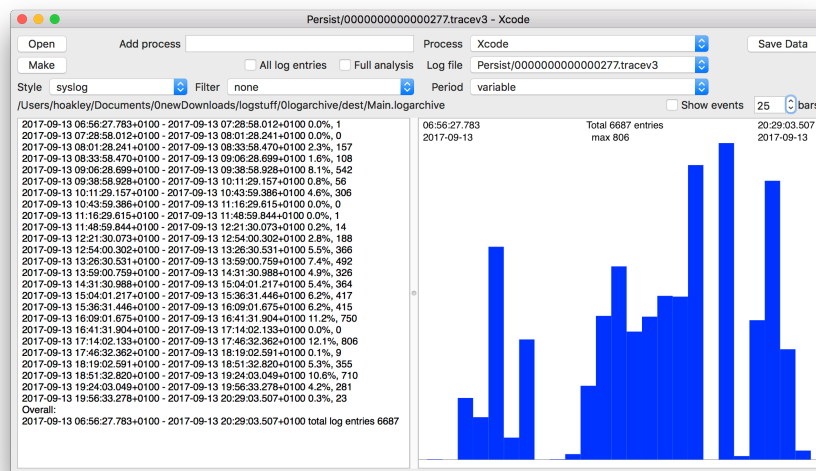 Persist/0000000000000277.tracev3 - Xcode
Open Add process Process Xcode Save Data
Make All log entries Full analysis Log file Persist/0000000000000277.tracev3
Style syslog Filter none Period variable
/Users/hoakley/Documents/0newDownloads/logstuff/0logarchive/dest/Main.logarchive Show events 25 bars
2017-09-13 06:56:27.783+0100 - 2017-09-13 07:28:58.012+0100 0.0%, 1
2017-09-13 07:28:58.012+0100 - 2017-09-13 08:01:28.241+0100 0.0%, 0
2017-09-13 08:01:28.241+0100 - 2017-09-13 08:33:58.470+0100 2.3%, 157
2017-09-13 08:33:58.470+0100 - 2017-09-13 09:06:28.699+0100 1.6%, 108
2017-09-13 09:06:28.699+0100 - 2017-09-13 09:38:58.928+0100 8.1%, 542
2017-09-13 09:38:58.928+0100 - 2017-09-13 10:11:29.157+0100 0.8%, 56
2017-09-13 10:11:29.157+0100 - 2017-09-13 10:43:59.386+0100 4.6%, 306
2017-09-13 10:43:59.386+0100 - 2017-09-13 11:16:29.615+0100 0.0%, 0
2017-09-13 11:16:29.615+0100 - 2017-09-13 11:48:59.844+0100 0.0%, 1
2017-09-13 11:48:59.844+0100 - 2017-09-13 12:21:30.073+0100 0.2%, 14
2017-09-13 12:21:30.073+0100 - 2017-09-13 12:54:00.302+0100 2.8%, 188
2017-09-13 12:54:00.302+0100 - 2017-09-13 13:26:30.531+0100 5.5%, 366
2017-09-13 13:26:30.531+0100 - 2017-09-13 13:59:00.759+0100 7.4%, 492
2017-09-13 13:59:00.759+0100 - 2017-09-13 14:31:30.988+0100 4.9%, 326
2017-09-13 14:31:30.988+0100 - 2017-09-13 15:04:01.217+0100 5.4%, 364
2017-09-13 15:04:01.217+0100 - 2017-09-13 15:36:31.446+0100 6.2%, 417
2017-09-13 15:36:31.446+0100 - 2017-09-13 16:09:01.675+0100 6.2%, 415
2017-09-13 16:09:01.675+0100 - 2017-09-13 16:41:31.904+0100 11.2%, 750
2017-09-13 16:41:31.904+0100 - 2017-09-13 17:14:02.133+0100 0.0%, 0
2017-09-13 17:14:02.133+0100 - 2017-09-13 17:46:32.362+0100 12.1%, 806
2017-09-13 17:46:32.362+0100 - 2017-09-13 18:19:02.591+0100 0.1%, 9
2017-09-13 18:19:02.591+0100 - 2017-09-13 18:51:32.820+0100 5.3%, 355
2017-09-13 18:51:32.820+0100 - 2017-09-13 19:24:03.049+0100 10.6%, 710
2017-09-13 19:24:03.049+0100 - 2017-09-13 19:56:33.278+0100 4.2%, 281
2017-09-13 19:56:33.278+0100 - 2017-09-13 20:29:03.507+0100 0.3%, 23
Overall:
2017-09-13 06:56:27.783+0100 - 2017-09-13 20:29:03.507+0100 total log entries 6687
06:56:27.783 Total 6687 entries 20:29:03.507
2017-09-13 max 806 2017-09-13